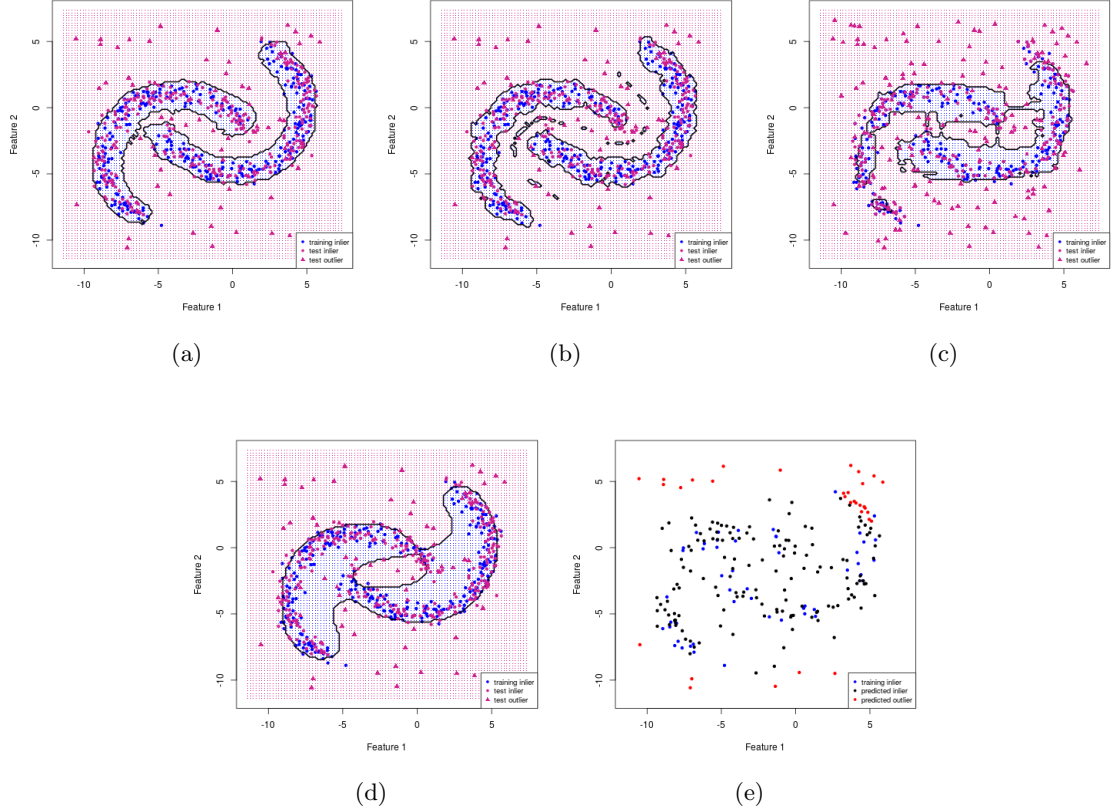 5
0
-5
-10
Feature 2
-10
-5
0
5
Feature 1
training inlier
test inlier
test outlier
(a)
5
0
-5
-10
Feature 2
-10
-5
0
5
Feature 1
training inlier
test inlier
test outlier
(b)
5
0
-5
-10
Feature 2
-10
-5
0
5
Feature 1
training inlier
test inlier
test outlier
(c)
5
0
-5
-10
Feature 2
-10
-5
0
5
Feature 1
training inlier
test inlier
test outlier
(d)
5
0
-5
-10
Feature 2
-10
-5
0
5
Feature 1
training inlier
predicted inlier
predicted outlier
(e)